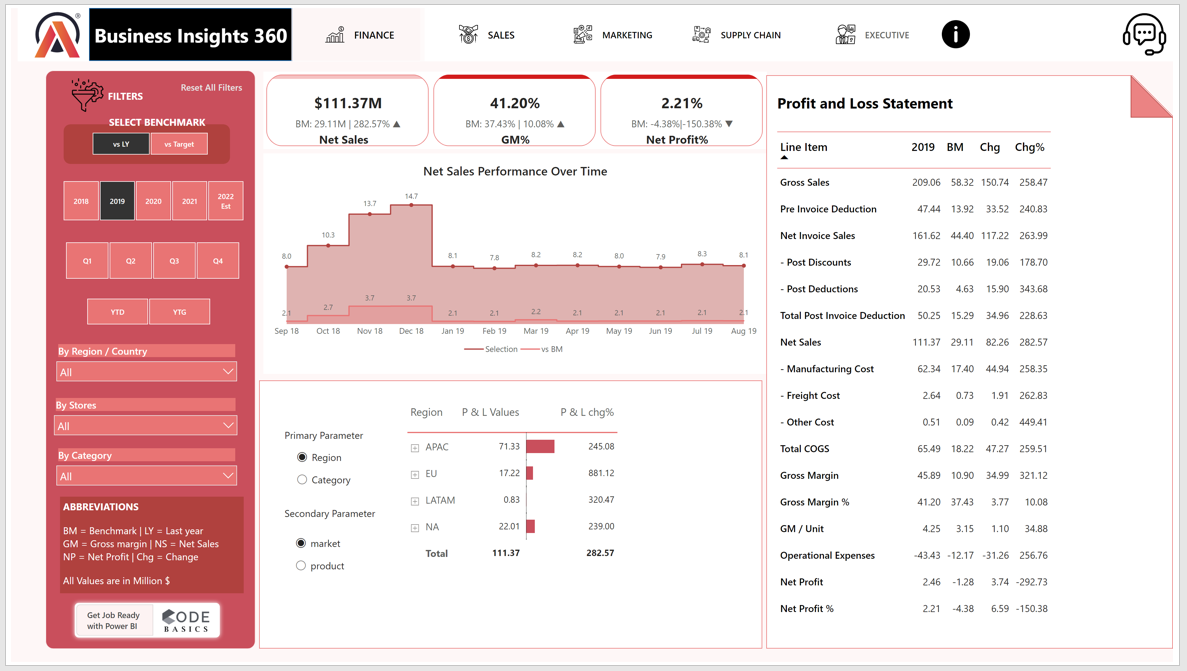 Business Insights 360
FINANCE
SALES
MARKETING
SUPPLY CHAIN
EXECUTIVE
i
FILTERS
Reset All Filters
SELECT BENCHMARK
vs LY
vs Target
2018
2019
2020
2021
2022
Est
Q1
Q2
Q3
Q4
YTD
YTG
By Region / Country
All
By Stores
All
By Category
All
ABBREVIATIONS
BM = Benchmark | LY = Last year
GM = Gross margin | NS = Net Sales
NP = Net Profit | Chg = Change
All Values are in Million $
Get Job Ready
with Power BI
CODE
BASICS
$111.37M
BM: 29.11M | 282.57% ▲
Net Sales
41.20%
BM: 37.43% | 10.08% ▲
GM%
2.21%
BM: -4.38%|-150.38% ▼
Net Profit%
Net Sales Performance Over Time
8.0 10.3 13.7 14.7 8.1 7.8 8.2 8.2 8.0 7.9 8.3 8.1
2.1 2.7 3.7 3.7 2.1 2.1 2.2 2.1 2.1 2.1 2.1 2.1
Sep 18 Oct 18 Nov 18 Dec 18 Jan 19 Feb 19 Mar 19 Apr 19 May 19 Jun 19 Jul 19 Aug 19
Selection vs BM
Primary Parameter
Region
Category
Secondary Parameter
market
product
Region P & L Values P & L chg%
APAC 71.33 245.08
EU 17.22 881.12
LATAM 0.83 320.47
NA 22.01 239.00
Total 111.37 282.57
Profit and Loss Statement
Line Item 2019 BM Chg Chg%
Gross Sales 209.06 58.32 150.74 258.47
Pre Invoice Deduction 47.44 13.92 33.52 240.83
Net Invoice Sales 161.62 44.40 117.22 263.99
- Post Discounts 29.72 10.66 19.06 178.70
- Post Deductions 20.53 4.63 15.90 343.68
Total Post Invoice Deduction 50.25 15.29 34.96 228.63
Net Sales 111.37 29.11 82.26 282.57
- Manufacturing Cost 62.34 17.40 44.94 258.35
- Freight Cost 2.64 0.73 1.91 262.83
- Other Cost 0.51 0.09 0.42 449.41
Total COGS 65.49 18.22 47.27 259.51
Gross Margin 45.89 10.90 34.99 321.12
Gross Margin % 41.20 37.43 3.77 10.08
GM / Unit 4.25 3.15 1.10 34.88
Operational Expenses -43.43 -12.17 -31.26 256.76
Net Profit 2.46 -1.28 3.74 -292.73
Net Profit % 2.21 -4.38 6.59 -150.38